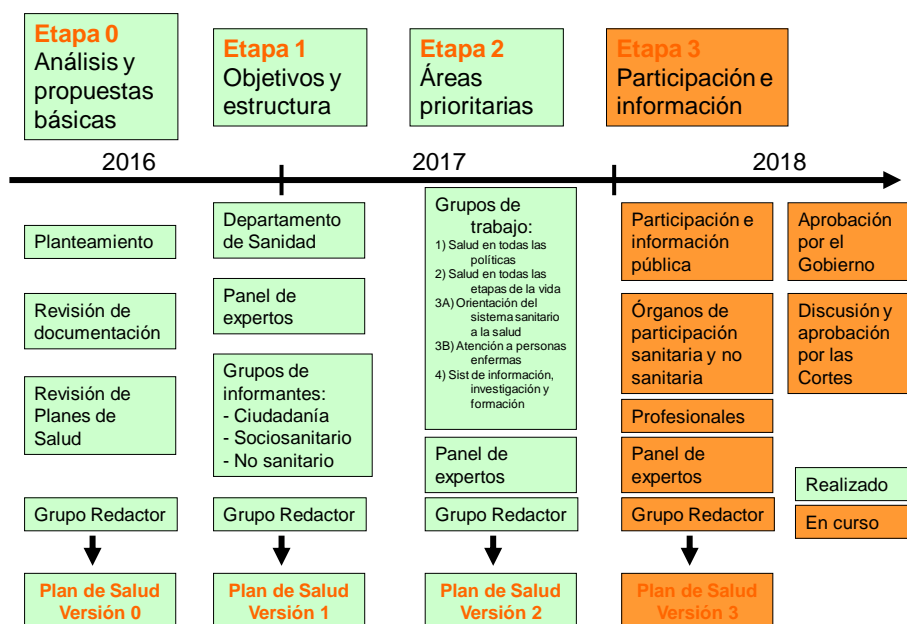 Etapa 0
Análisis y
propuestas
básicas
Etapa 1
Objetivos y
estructura
Etapa 2
Áreas
prioritarias
Etapa 3
Participación e
información
2016
2017
2018
Planteamiento
Revisión de
documentación
Revisión de
Planes de
Salud
Grupo Redactor
Plan de Salud
Versión 0
Departamento
de Sanidad
Panel de
expertos
Grupos de
informantes:
- Ciudadanía
- Sociosanitario
- No sanitario
Grupo Redactor
Plan de Salud
Versión 1
Grupos de
trabajo:
1) Salud en todas las
políticas
2) Salud en todas las
etapas de la vida
3A) Orientación del
sistema sanitario
a la salud
3B) Atención a personas
enfermas
4) Sist de información,
investigación y
formación
Panel de
expertos
Grupo Redactor
Plan de Salud
Versión 2
Participación e
información
pública
Órganos de
participación
sanitaria y no
sanitaria
Profesionales
Panel de
expertos
Grupo Redactor
Plan de Salud
Versión 3
Aprobación
por el
Gobierno
Discusión y
aprobación
por las
Cortes
Realizado
En curso